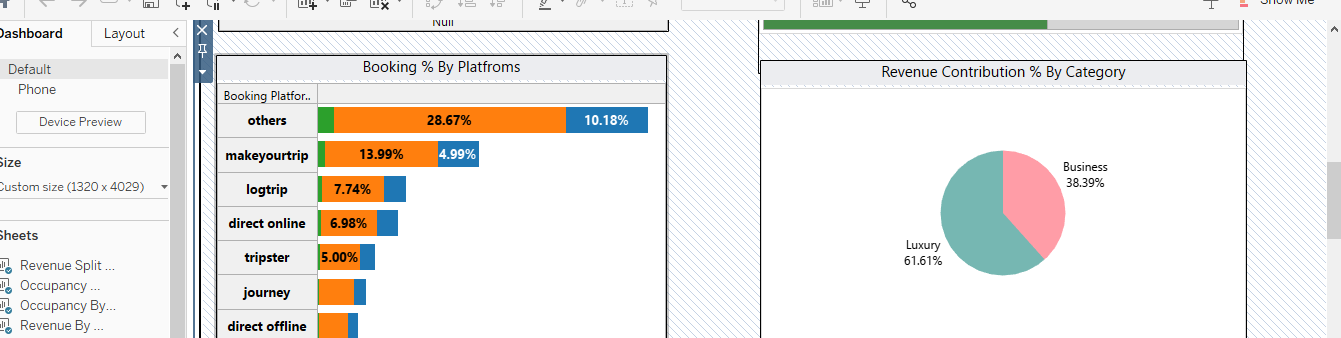 Show Me
Dashboard
Layout
Default
Phone
Device Preview
Size
Custom size (1320 x 4029)
Sheets
Revenue Split ...
Occupancy ...
Occupancy By...
Revenue By ...
Null
Booking % By Platfroms
Booking Platfor..
others
28.67%
10.18%
makeyourtrip
13.99%
4.99%
logtrip
7.74%
direct online
6.98%
tripster
5.00%
journey
direct offline
Revenue Contribution % By Category
Business
38.39%
Luxury
61.61%